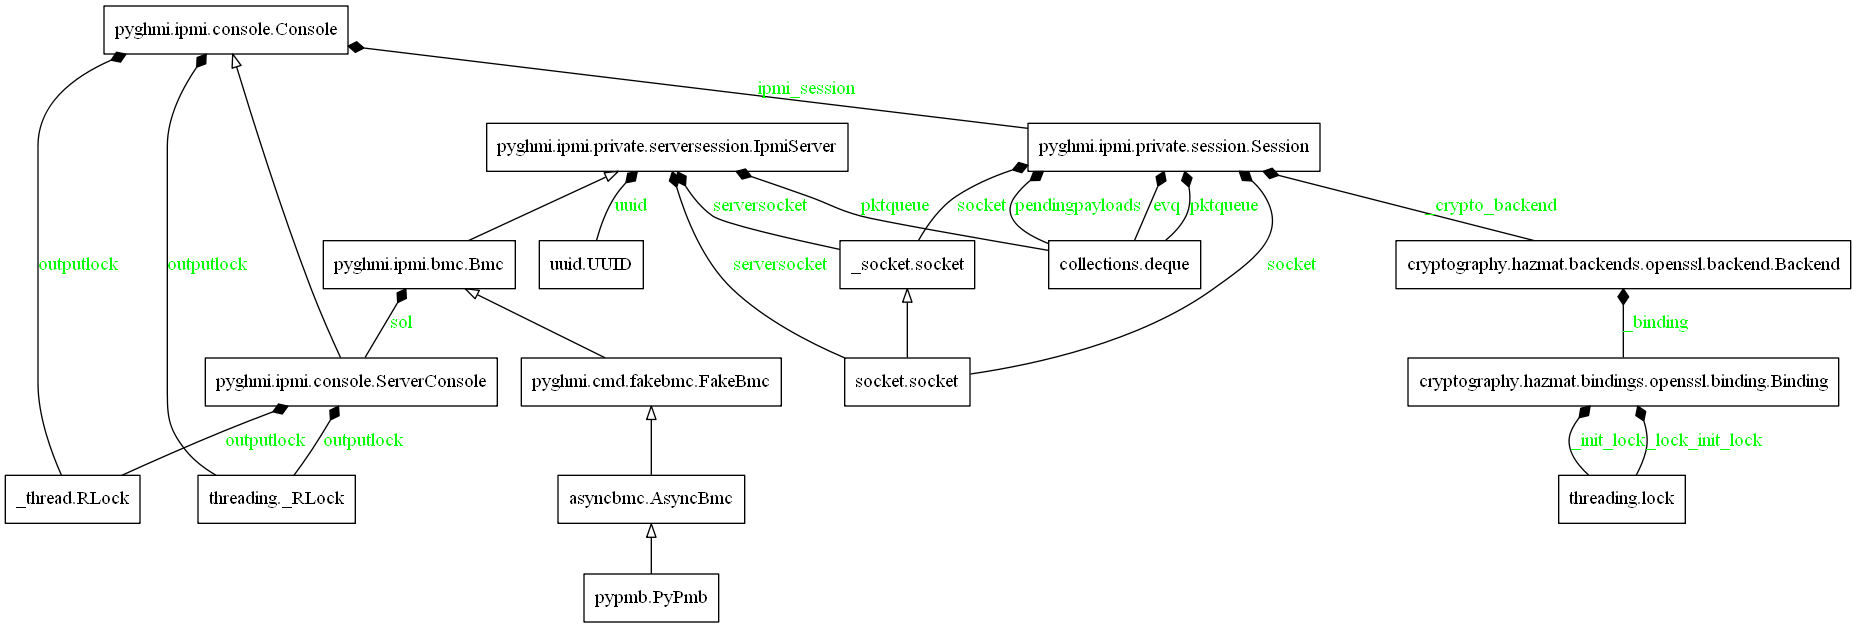 pyghmi.ipmi.console.Console
ipmi_session
pyghmi.ipmi.private.serversession.IpmiServer
pyghmi.ipmi.private.session.Session
uuid
serversocket
pktqueue
socket
pendingpayloads
evq
pktqueue
_crypto_backend
outputlock
outputlock
pyghmi.ipmi.bmc.Bmc
uuid.UUID
serversocket
_socket.socket
collections.deque
socket
cryptography.hazmat.backends.openssl.backend.Backend
sol
_binding
pyghmi.ipmi.console.ServerConsole
pyghmi.cmd.fakebmc.FakeBmc
socket.socket
cryptography.hazmat.bindings.openssl.binding.Binding
outputlock
outputlock
_init_lock
_lock_init_lock
_thread.RLock
threading._RLock
asyncbmc.AsyncBmc
threading.lock
pypmb.PyPmb